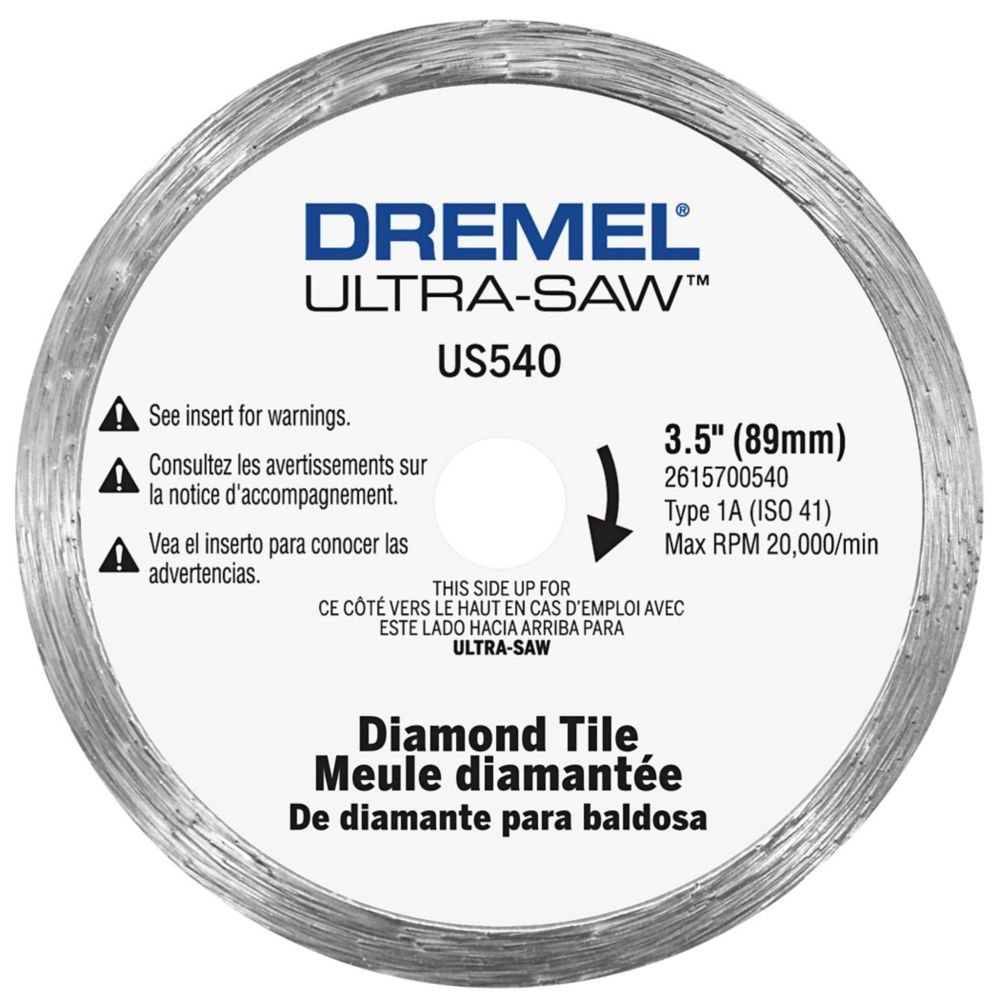 DREMEL®
ULTRA-SAW™
US540
See insert for warnings.
Consultez les avertissements sur
la notice d'accompagnement.
Vea el inserto para conocer las
advertencias.
3.5" (89mm)
2615700540
Type 1A (ISO 41)
Max RPM 20,000/min
THIS SIDE UP FOR
CE CÔTÉ VERS LE HAUT EN CAS D'EMPLOI AVEC
ESTE LADO HACIA ARRIBA PARA
ULTRA-SAW
Diamond Tile
Meule diamantée
De diamante para baldosa